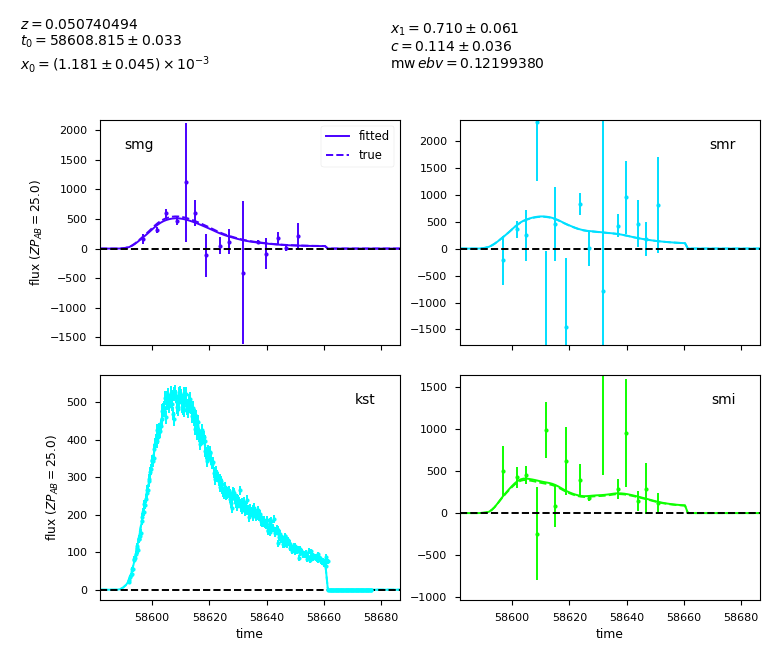 z = 0.050740494
t₀ = 58608.815 ± 0.033
x₀ = (1.181 ± 0.045) × 10⁻³
x₁ = 0.710 ± 0.061
c = 0.114 ± 0.036
mw ebv = 0.12199380
smg
fitted
true
2000
1500
1000
500
0
−500
−1000
−1500
flux (ZP_AB = 25.0)
smr
2000
1500
1000
500
0
−500
−1000
−1500
kst
500
400
300
200
100
0
flux (ZP_AB = 25.0)
58600
58620
58640
58660
58680
time
smi
1500
1000
500
0
−500
−1000
58600
58620
58640
58660
58680
time